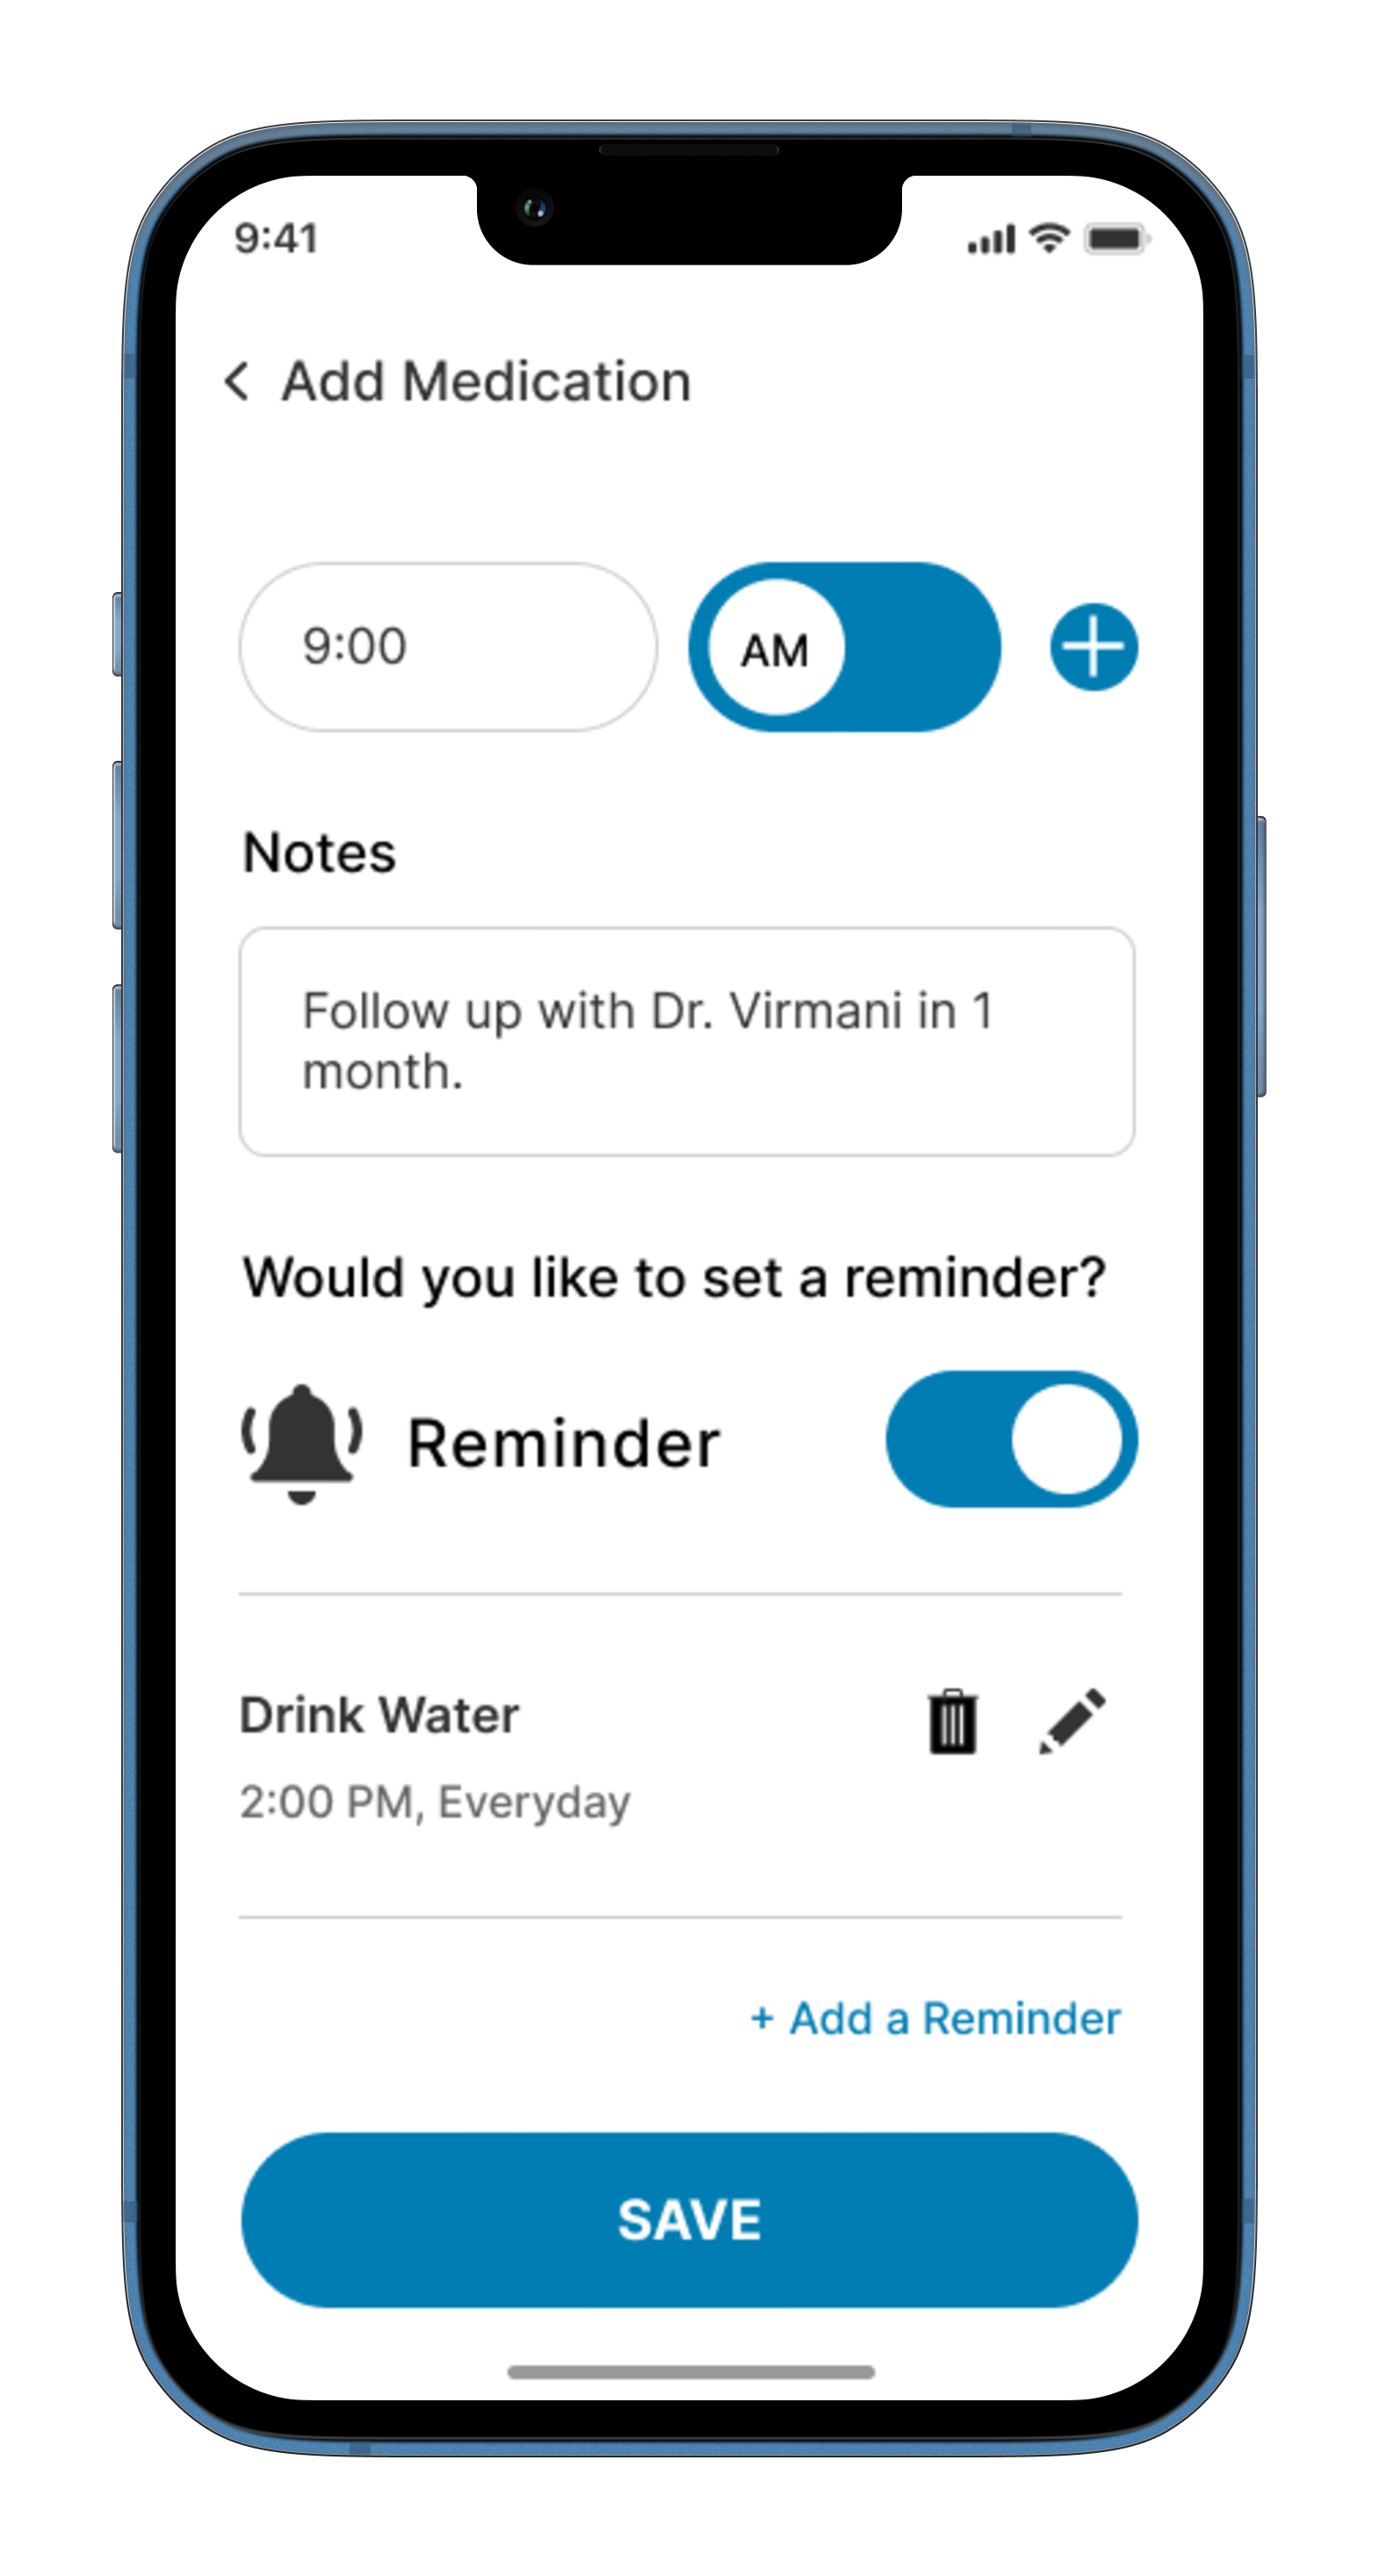 9:41
Add Medication
9:00
AM
Notes
Follow up with Dr. Virmani in 1
month.
Would you like to set a reminder?
Reminder
Drink Water
2:00 PM, Everyday
+ Add a Reminder
SAVE